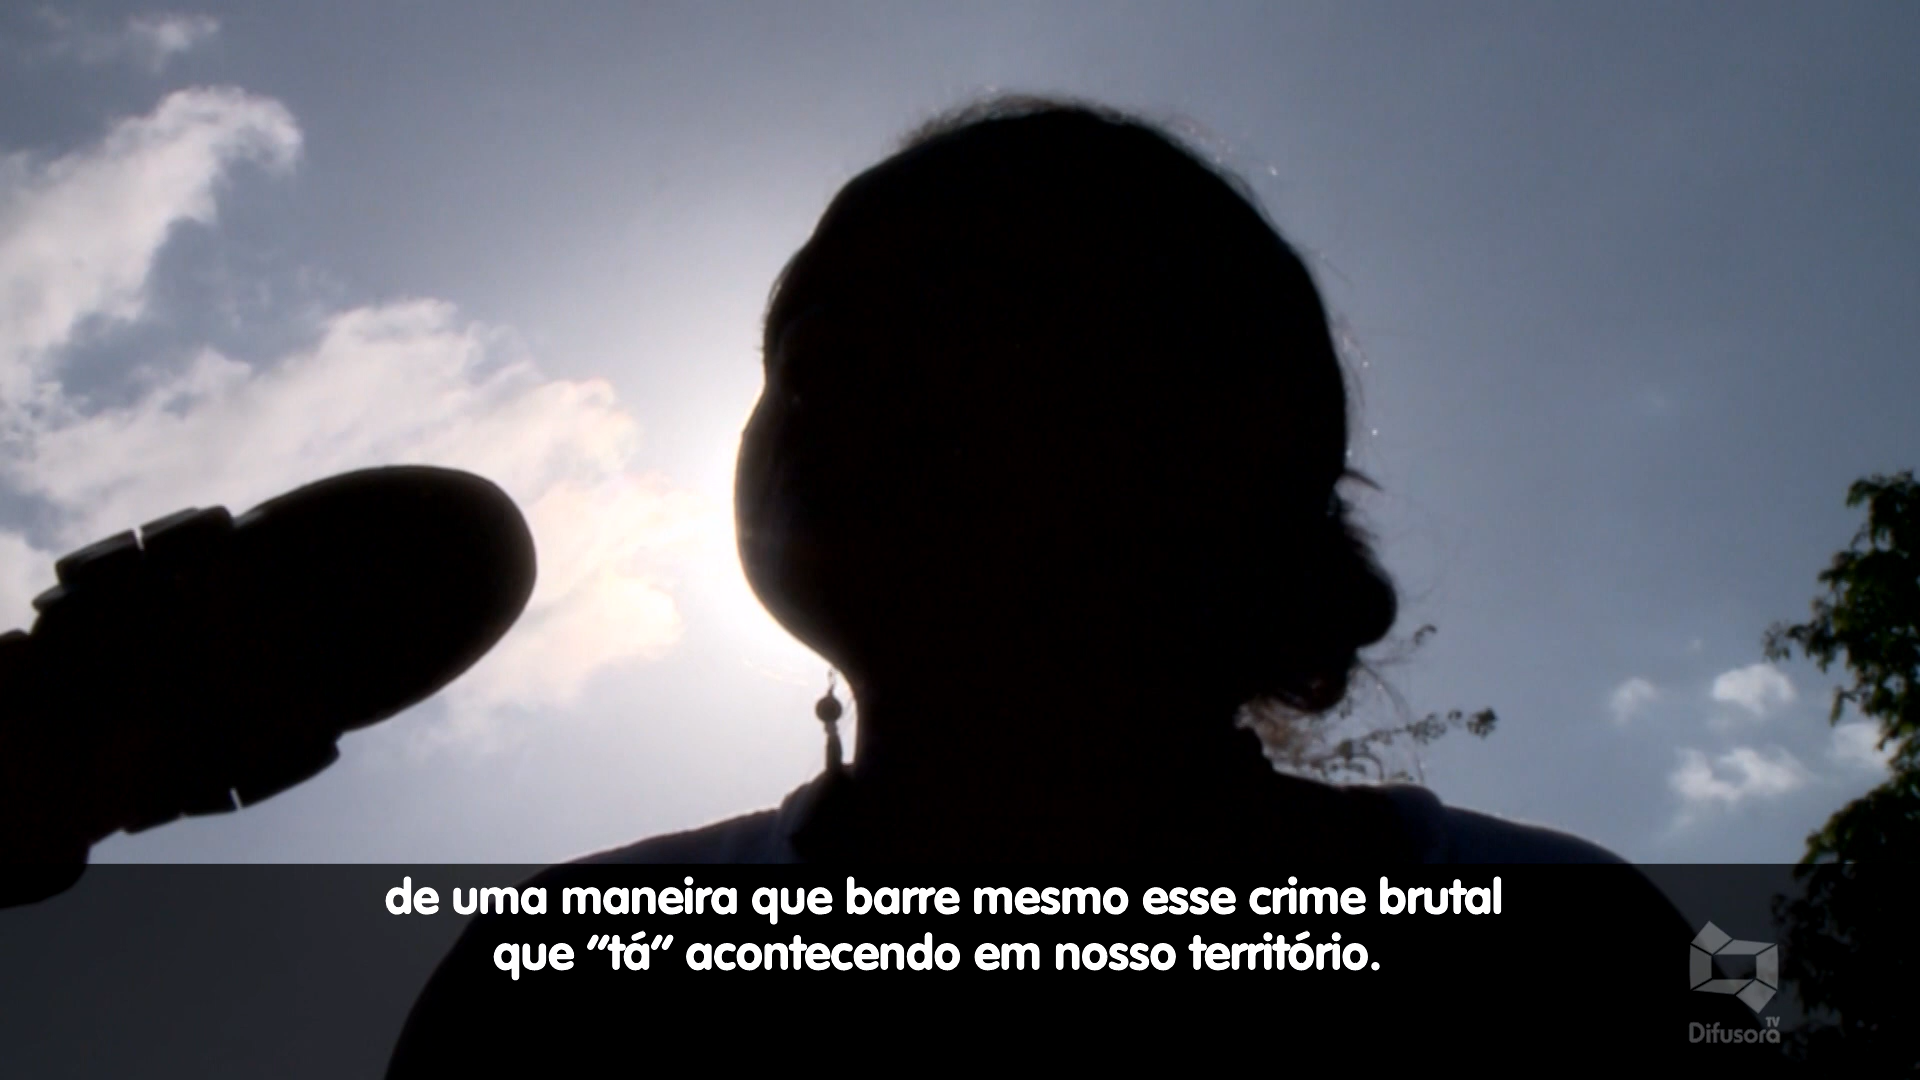 de uma maneira que barre mesmo esse crime brutal
que “tá” acontecendo em nosso território.
TV
Difusora